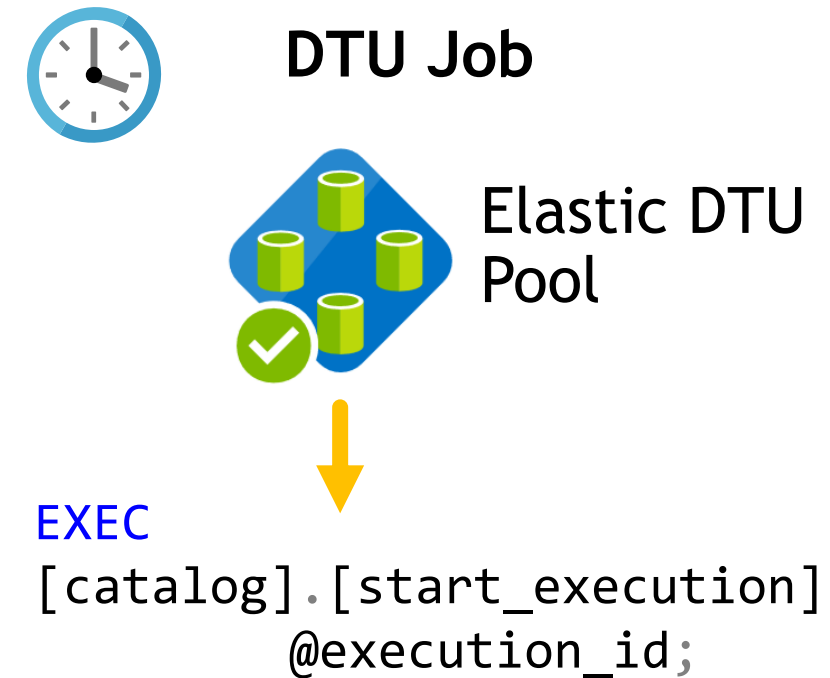 DTU Job
Elastic DTU
Pool
EXEC
[catalog].[start_execution]
@execution_id;